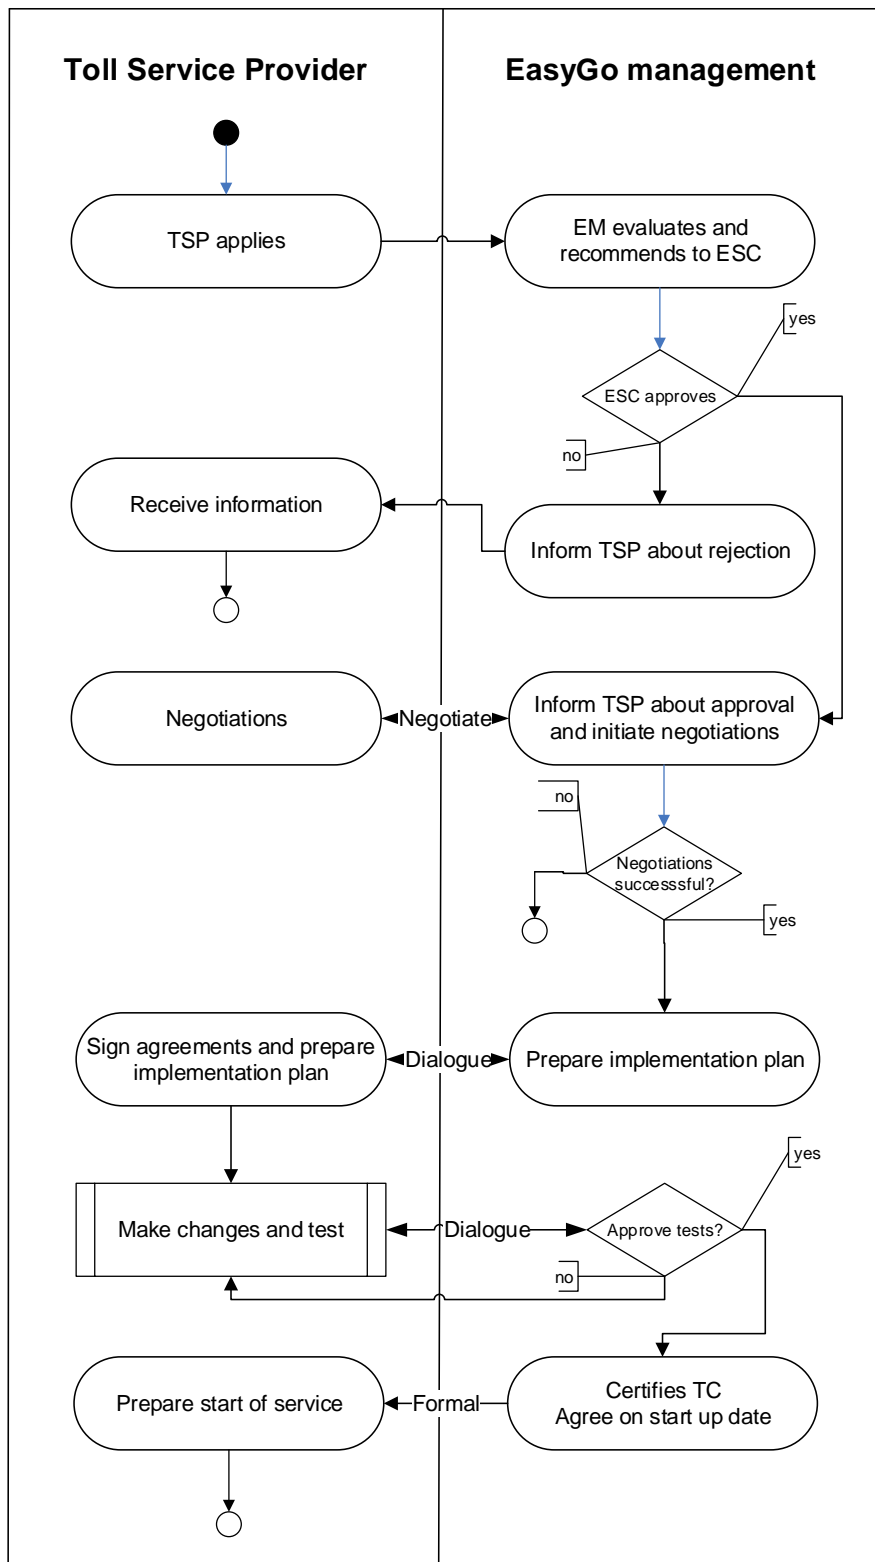 Toll Service Provider
EasyGo management
TSP applies
EM evaluates and
recommends to ESC
yes
ESC approves
no
Receive information
Inform TSP about rejection
Negotiations
Negotiate
Inform TSP about approval
and initiate negotiations
no
Negotiations
successsful?
yes
Sign agreements and prepare
implementation plan
Dialogue
Prepare implementation plan
yes
Make changes and test
Dialogue
Approve tests?
no
Prepare start of service
Formal
Certifies TC
Agree on start up date